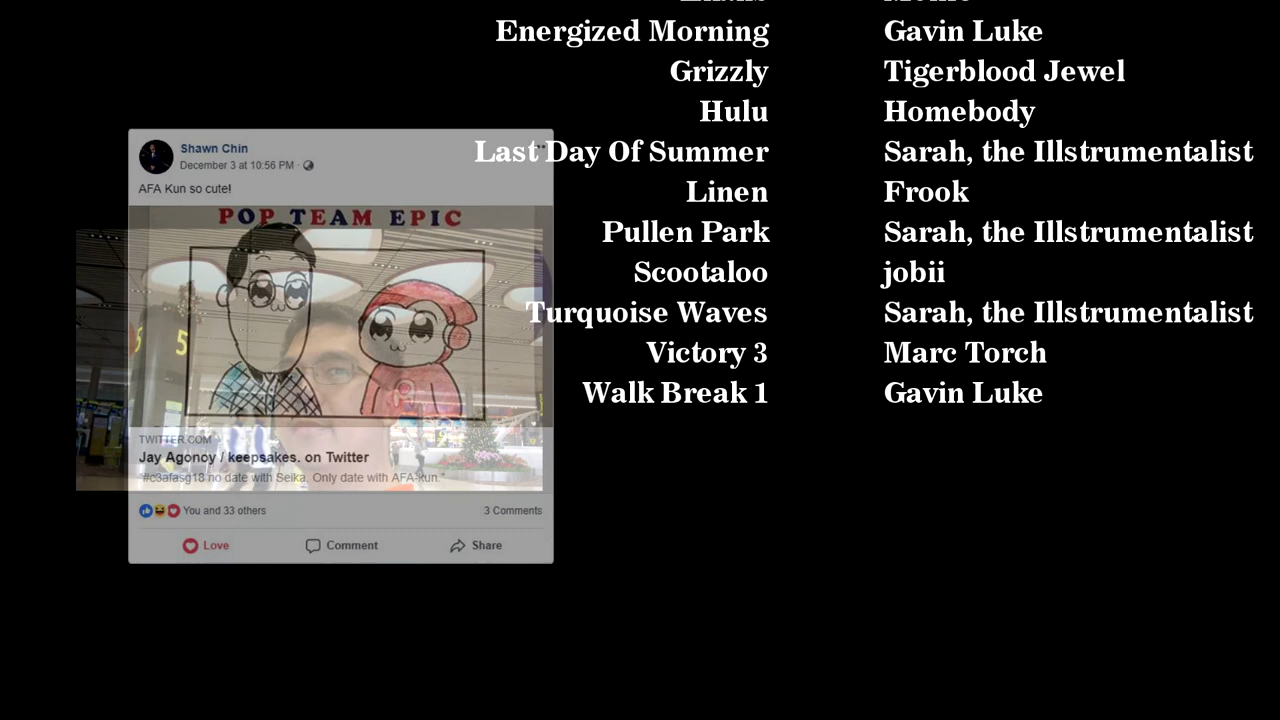 Energized Morning Gavin Luke
Grizzly Tigerblood Jewel
Hulu Homebody
Last Day Of Summer Sarah, the Illstrumentalist
Linen Frook
Pullen Park Sarah, the Illstrumentalist
Scootaloo jobii
Turquoise Waves Sarah, the Illstrumentalist
Victory 3 Marc Torch
Walk Break 1 Gavin Luke
Shawn Chin
December 3 at 10:56 PM ·
AFA Kun so cute!
POP TEAM EPIC
5
5
TWITTER.COM
Jay Agonoy / keepsakes. on Twitter
"#c3afasg18 no date with Seika. Only date with AFA-kun."
You and 33 others 3 Comments
Love Comment Share